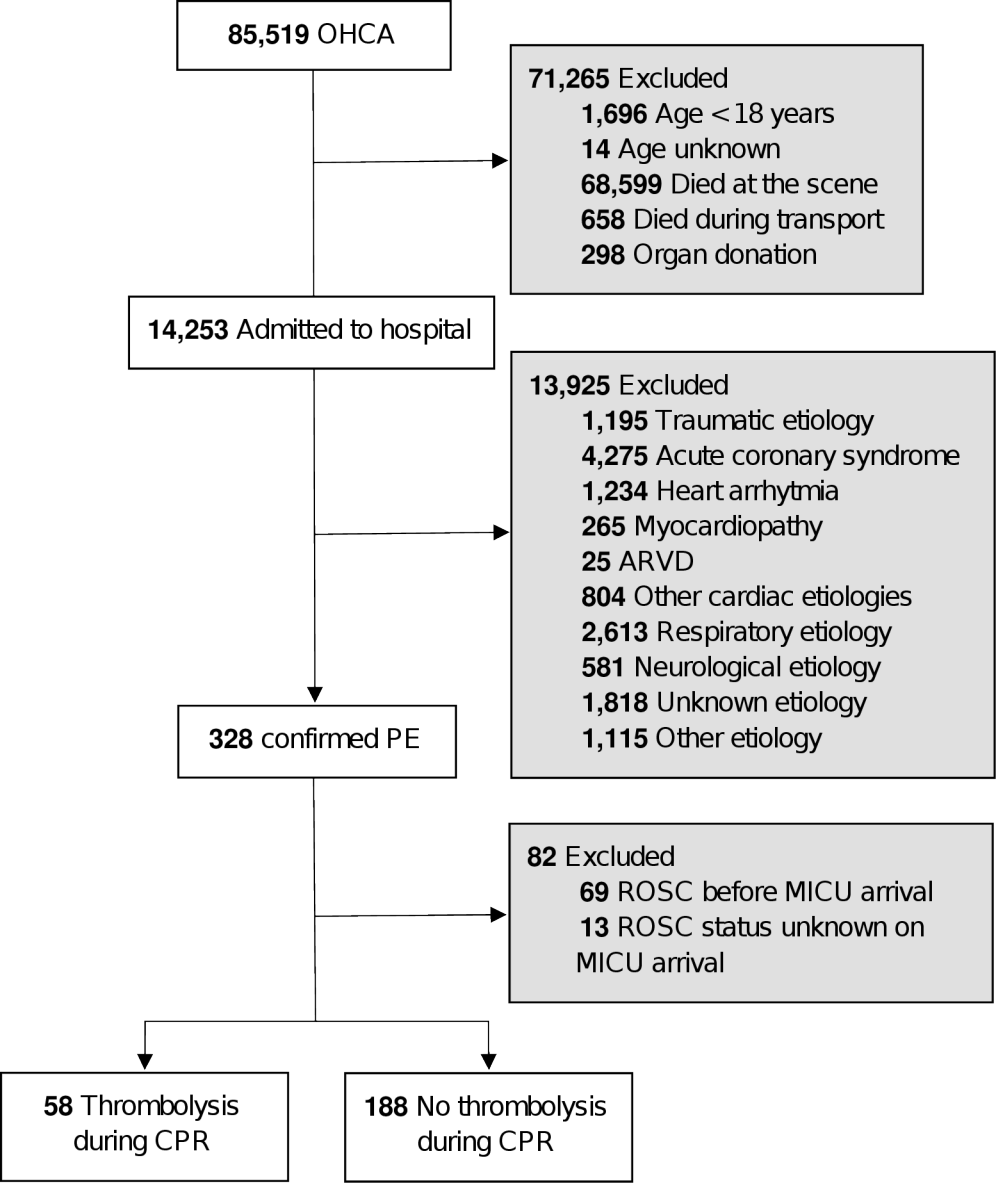 85,519 OHCA
71,265 Excluded
1,696 Age < 18 years
14 Age unknown
68,599 Died at the scene
658 Died during transport
298 Organ donation
14,253 Admitted to hospital
13,925 Excluded
1,195 Traumatic etiology
4,275 Acute coronary syndrome
1,234 Heart arrhytmia
265 Myocardiopathy
25 ARVD
804 Other cardiac etiologies
2,613 Respiratory etiology
581 Neurological etiology
1,818 Unknown etiology
1,115 Other etiology
328 confirmed PE
82 Excluded
69 ROSC before MICU arrival
13 ROSC status unknown on
MICU arrival
58 Thrombolysis
during CPR
188 No thrombolysis
during CPR